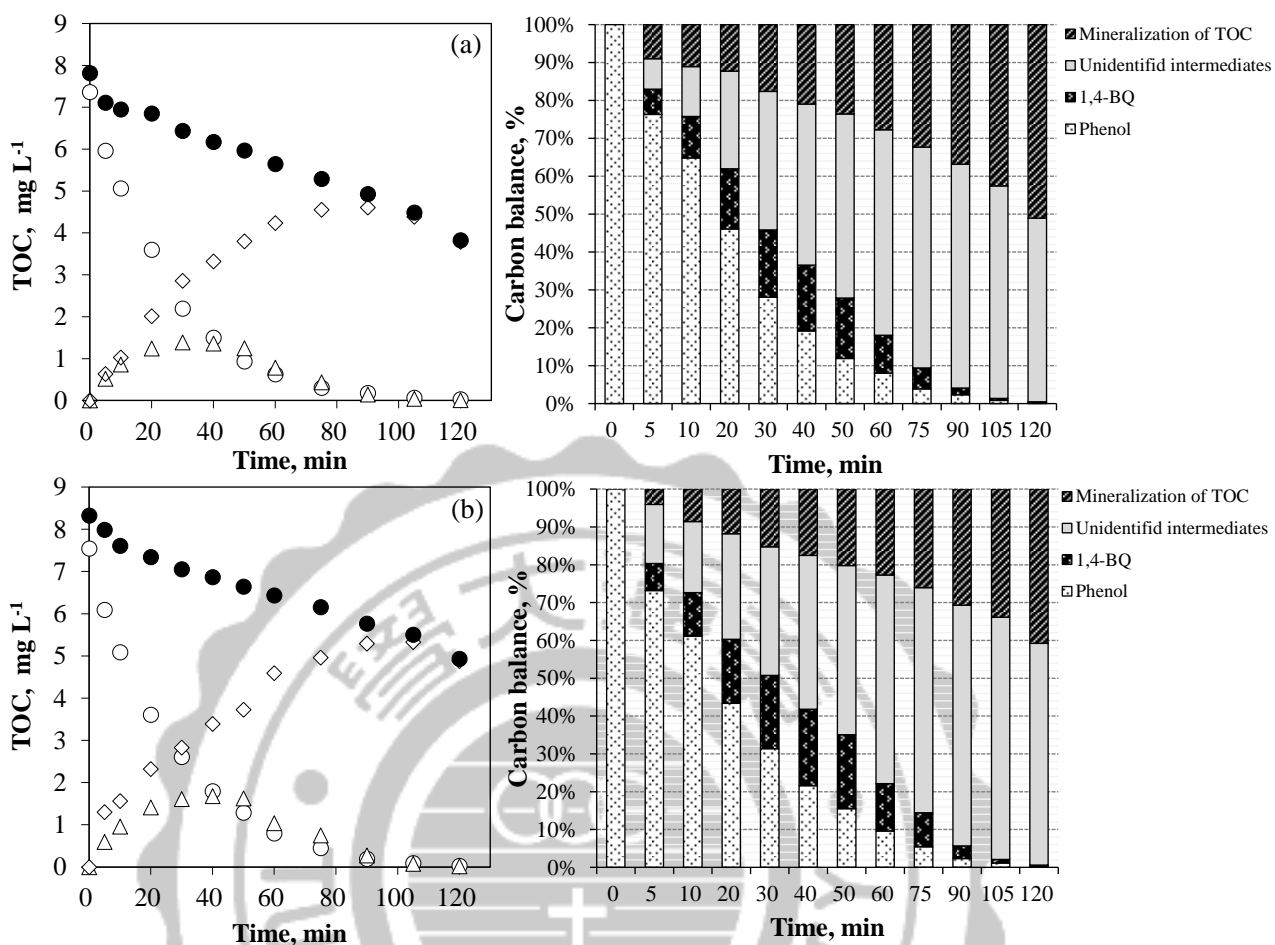 (a)
9
8
7
6
5
4
3
2
1
0
TOC, mg L-1
0 20 40 60 80 100 120
Time, min
100%
90%
80%
70%
60%
50%
40%
30%
20%
10%
0%
Carbon balance, %
0 5 10 20 30 40 50 60 75 90 105 120
Time, min
Mineralization of TOC
Unidentifid intermediates
1,4-BQ
Phenol
(b)
9
8
7
6
5
4
3
2
1
0
TOC, mg L-1
0 20 40 60 80 100 120
Time, min
100%
90%
80%
70%
60%
50%
40%
30%
20%
10%
0%
Carbon balance, %
0 5 10 20 30 40 50 60 75 90 105 120
Time, min
Mineralization of TOC
Unidentifid intermediates
1,4-BQ
Phenol